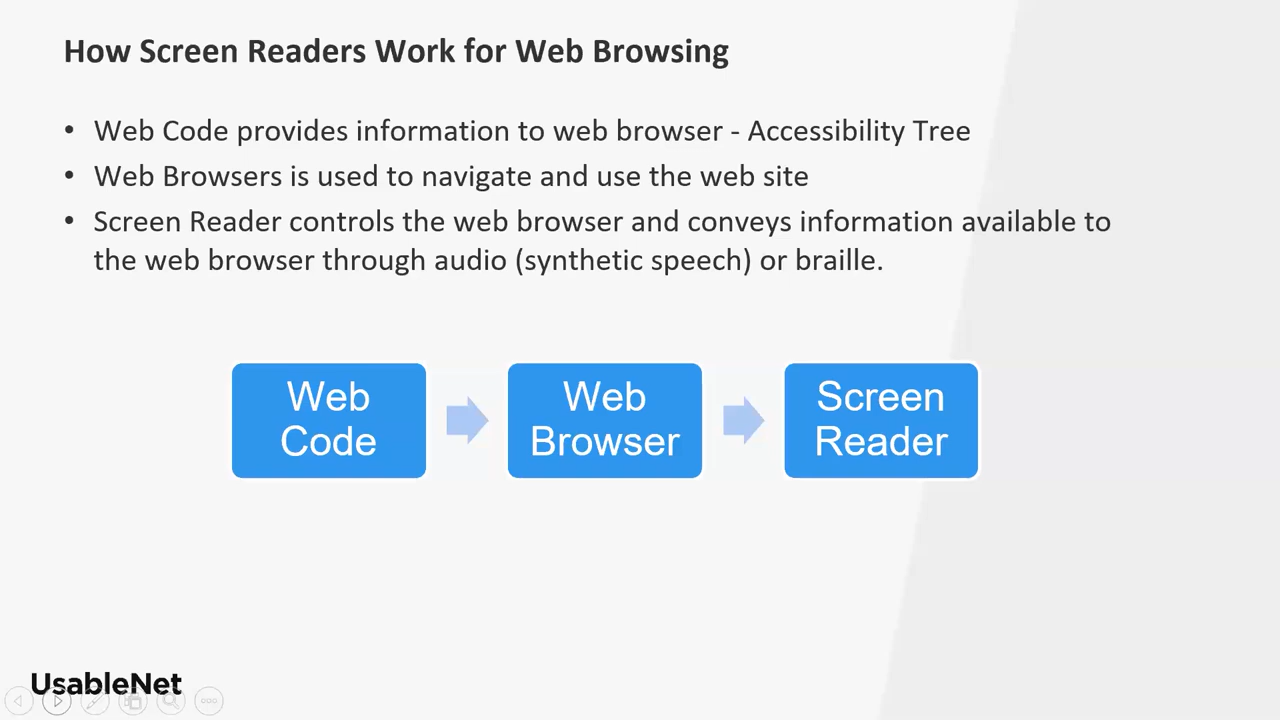 How Screen Readers Work for Web Browsing
• Web Code provides information to web browser - Accessibility Tree
• Web Browsers is used to navigate and use the web site
• Screen Reader controls the web browser and conveys information available to
the web browser through audio (synthetic speech) or braille.
Web
Code
Web
Browser
Screen
Reader
UsableNet